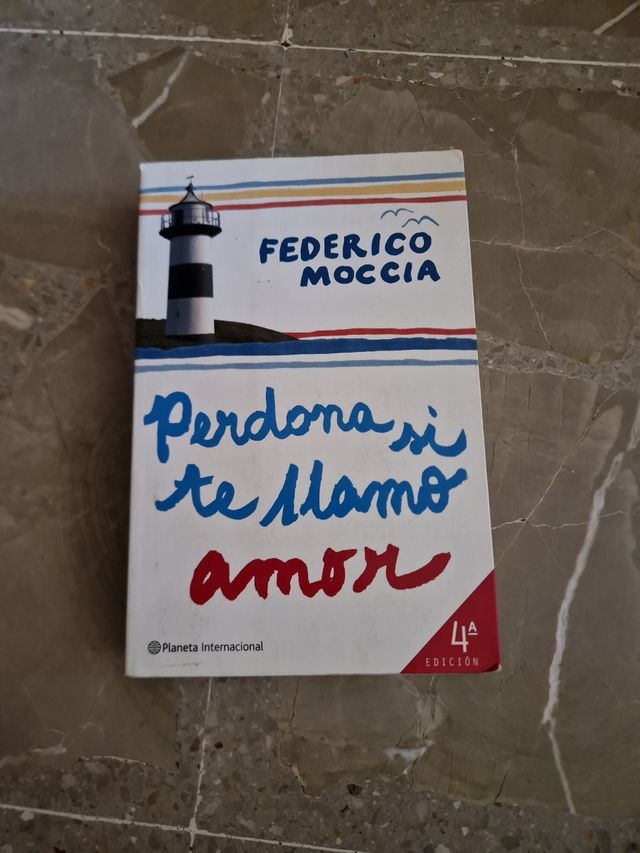 FEDERICO
MOCCIA
Perdona si
te llamo
amor
Planeta Internacional
4ª
EDICIÓN